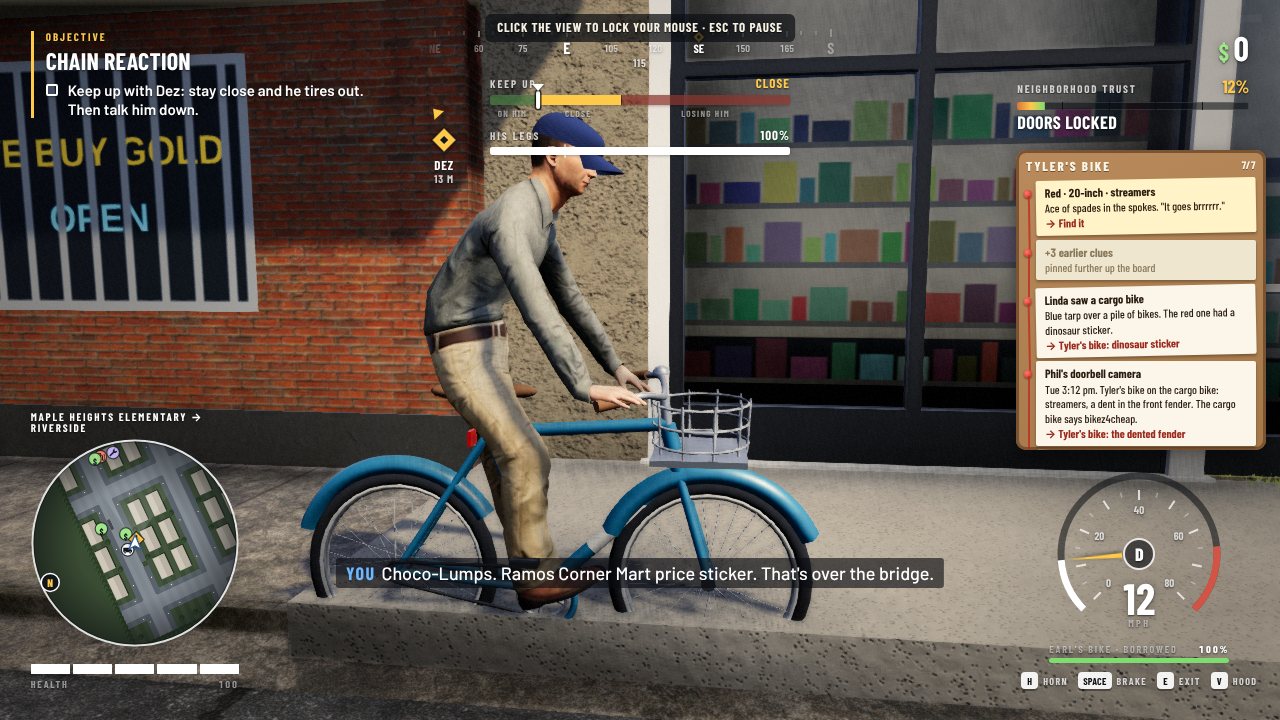 CLICK THE VIEW TO LOCK YOUR MOUSE · ESC TO PAUSE
NE 60 75 E 105 120 SE 150 165 S
115
OBJECTIVE
CHAIN REACTION
Keep up with Dez: stay close and he tires out.
Then talk him down.
KEEP UP CLOSE
ON HIM CLOSE LOSING HIM
HIS LEGS 100%
DEZ
13 M
$0
NEIGHBORHOOD TRUST 12%
DOORS LOCKED
TYLER'S BIKE 7/7
Red · 20-inch · streamers
Ace of spades in the spokes. "It goes brrrrrr."
→ Find it
+3 earlier clues
pinned further up the board
Linda saw a cargo bike
Blue tarp over a pile of bikes. The red one had a
dinosaur sticker.
→ Tyler's bike: dinosaur sticker
Phil's doorbell camera
Tue 3:12 pm. Tyler's bike on the cargo bike:
streamers, a dent in the front fender. The cargo
bike says bikez4cheap.
→ Tyler's bike: the dented fender
E BUY GOLD
OPEN
MAPLE HEIGHTS ELEMENTARY →
RIVERSIDE
N
HEALTH 100
YOU Choco-Lumps. Ramos Corner Mart price sticker. That's over the bridge.
0 20 40 60 80
D
12
MPH
EARL'S BIKE · BORROWED 100%
H HORN SPACE BRAKE E EXIT V HOOD